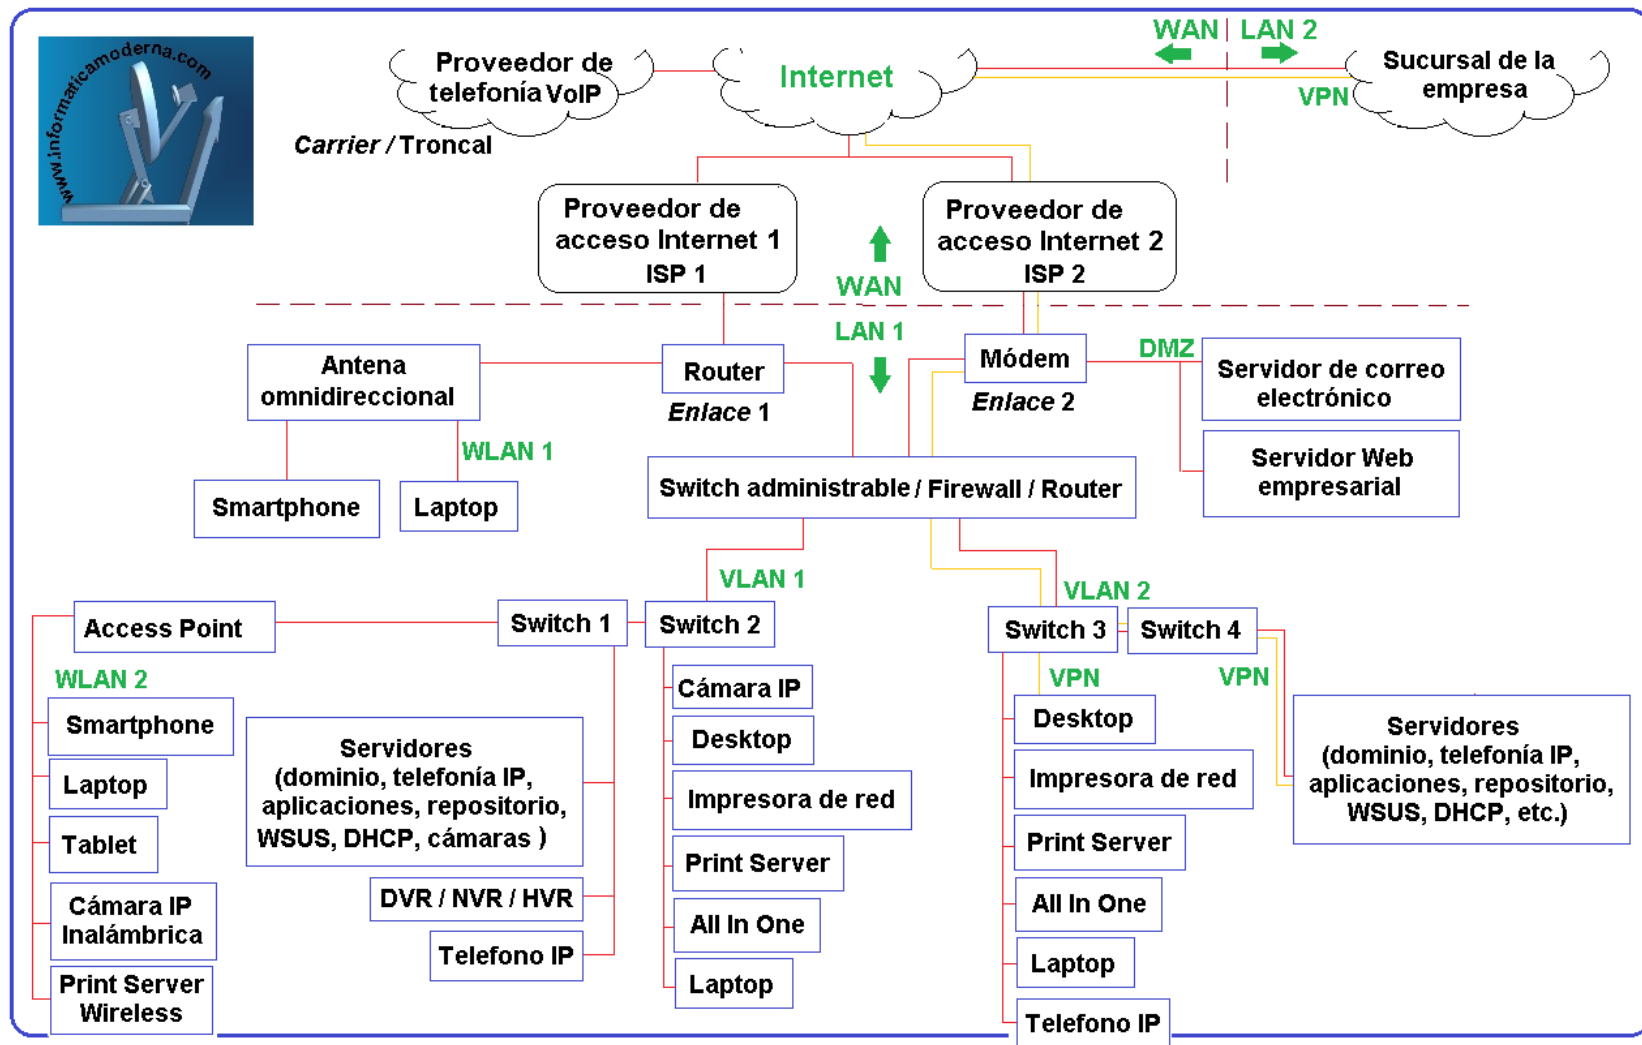 www.informaticamoderna.com
Proveedor de
telefonía VoIP
Carrier / Troncal
Internet
WAN
LAN 2
VPN
Sucursal de la
empresa
Proveedor de
acceso Internet 1
ISP 1
Proveedor de
acceso Internet 2
ISP 2
WAN
LAN 1
Antena
omnidireccional
Router
Enlace 1
Módem
Enlace 2
DMZ
Servidor de correo
electrónico
Servidor Web
empresarial
WLAN 1
Smartphone
Laptop
Switch administrable / Firewall / Router
VLAN 1
VLAN 2
Access Point
Switch 1
Switch 2
Switch 3
Switch 4
WLAN 2
Smartphone
Laptop
Tablet
Cámara IP
Inalámbrica
Print Server
Wireless
Servidores
(dominio, telefonía IP,
aplicaciones, repositorio,
WSUS, DHCP, cámaras )
DVR / NVR / HVR
Telefono IP
Cámara IP
Desktop
Impresora de red
Print Server
All In One
Laptop
VPN
Desktop
Impresora de red
Print Server
All In One
Laptop
Telefono IP
VPN
Servidores
(dominio, telefonía IP,
aplicaciones, repositorio,
WSUS, DHCP, etc.)